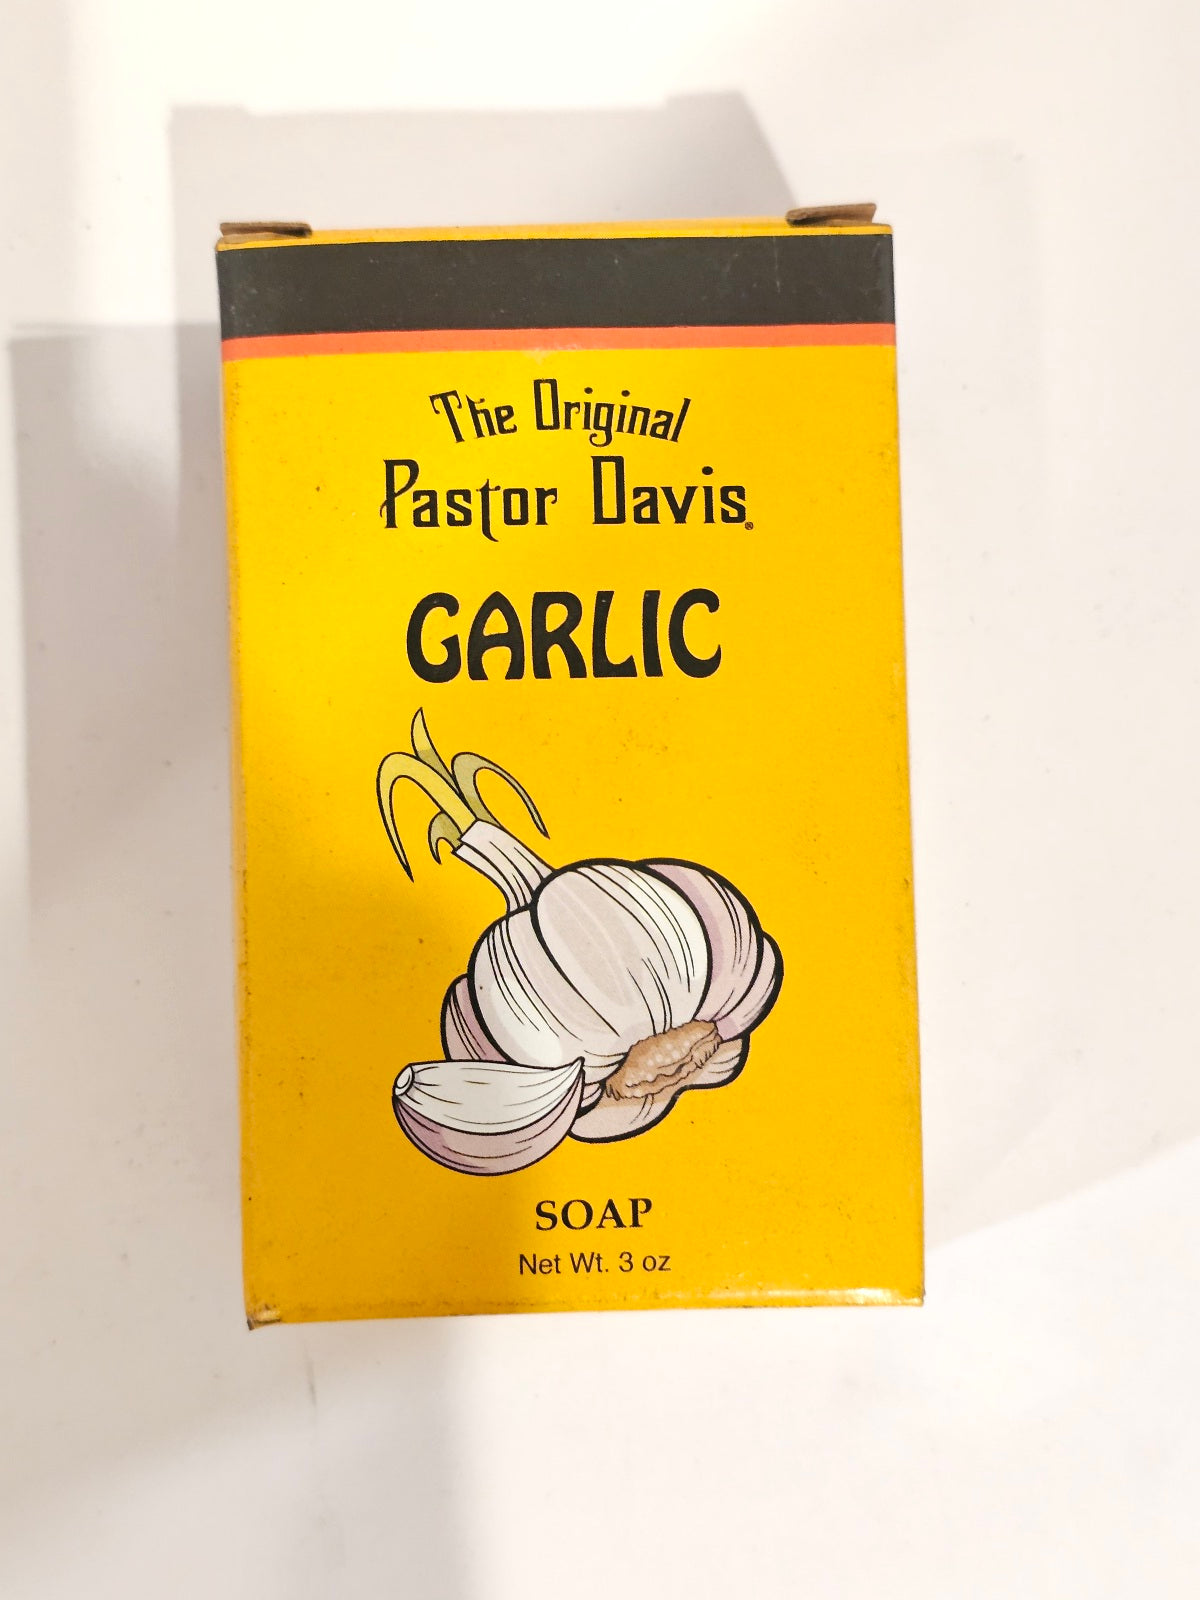 The Original
Pastor Davis®
GARLIC
SOAP
Net Wt. 3 oz